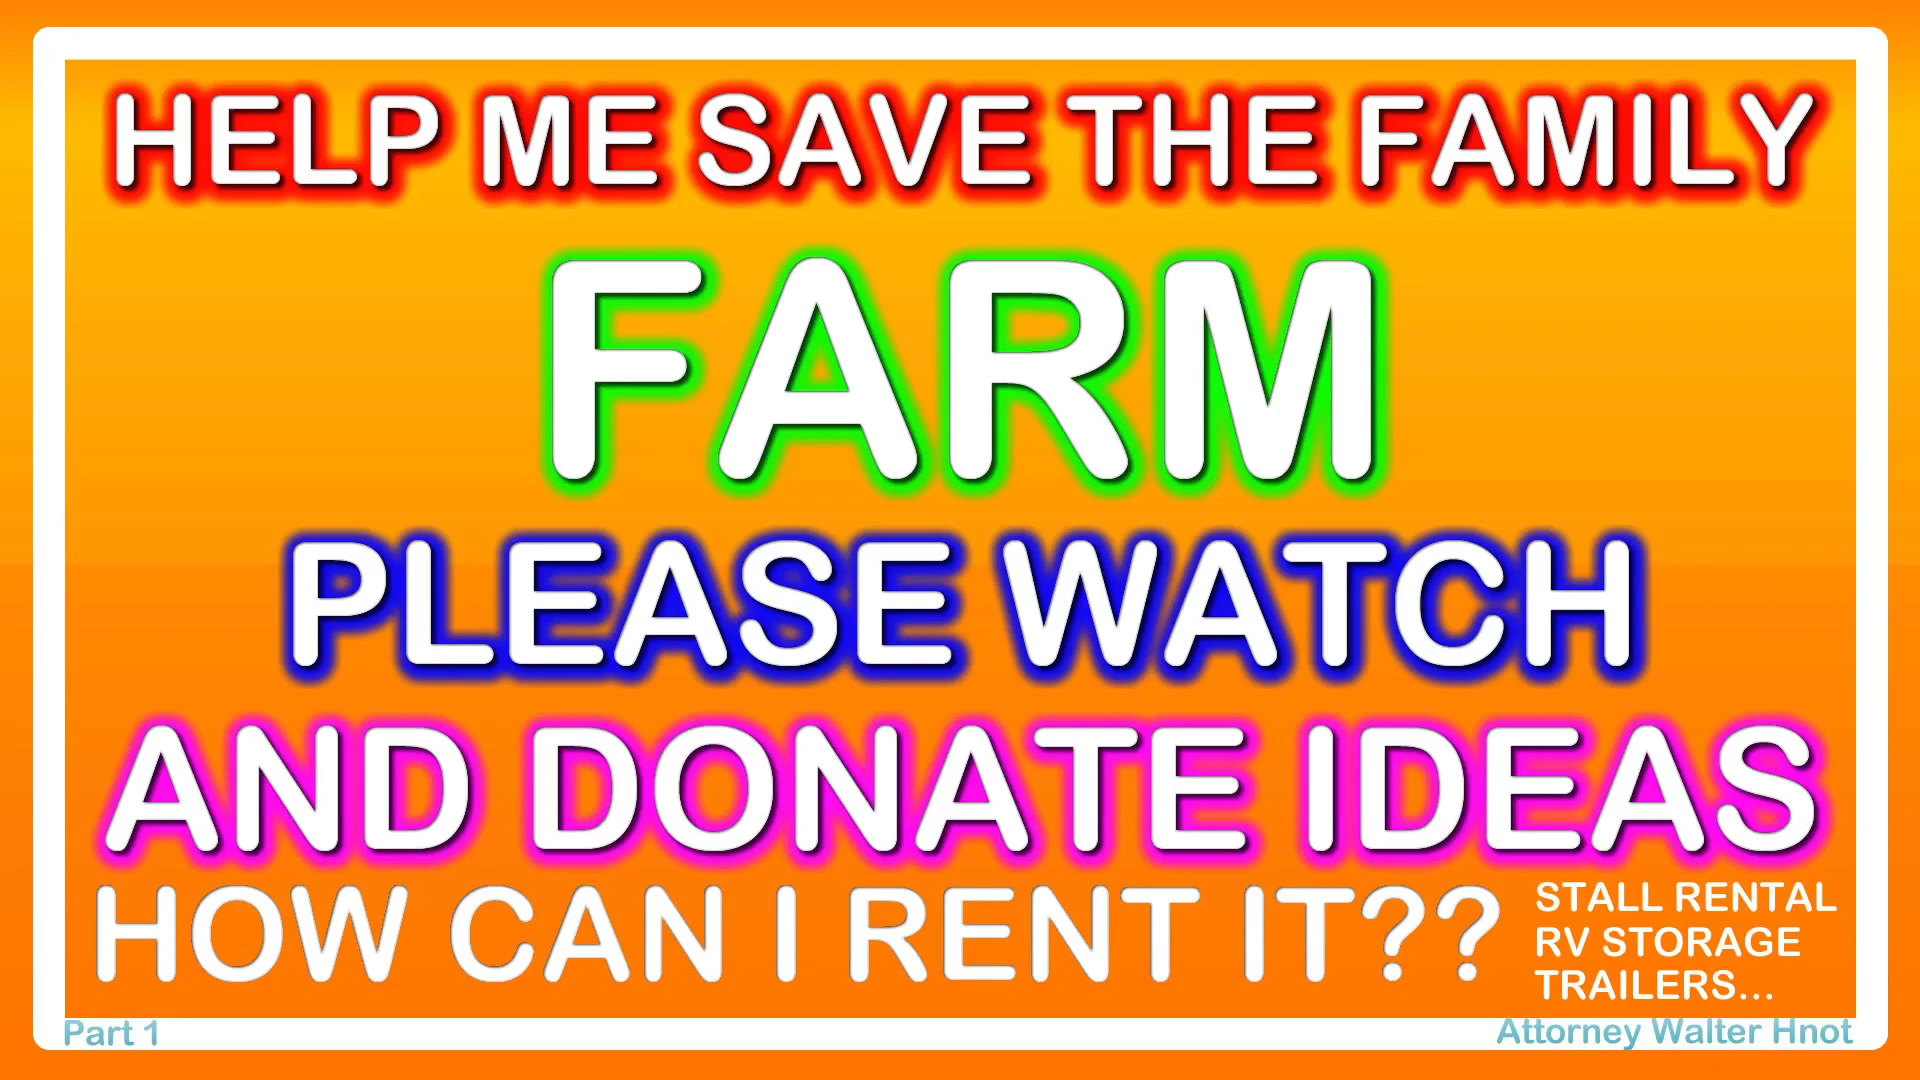 HELP ME SAVE THE FAMILY
FARM
PLEASE WATCH
AND DONATE IDEAS
HOW CAN I RENT IT??
STALL RENTAL
RV STORAGE
TRAILERS...
Part 1
Attorney Walter Hnot